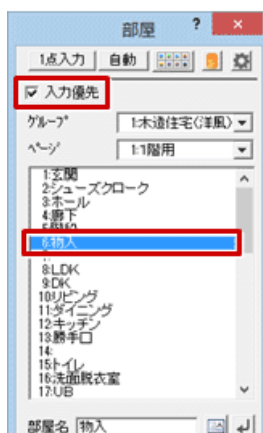 部屋 ? ×
1点入力 自動
入力優先
グループ 1:木造住宅(洋風)
ページ 1:1階用
1:玄関
2:シューズクローク
3:ホール
4:廊下
6:物入
8:LDK
9:DK
10:リビング
11:ダイニング
12:キッチン
13:勝手口
14:
15:トイレ
16:洗面脱衣室
17:UB
部屋名 物入